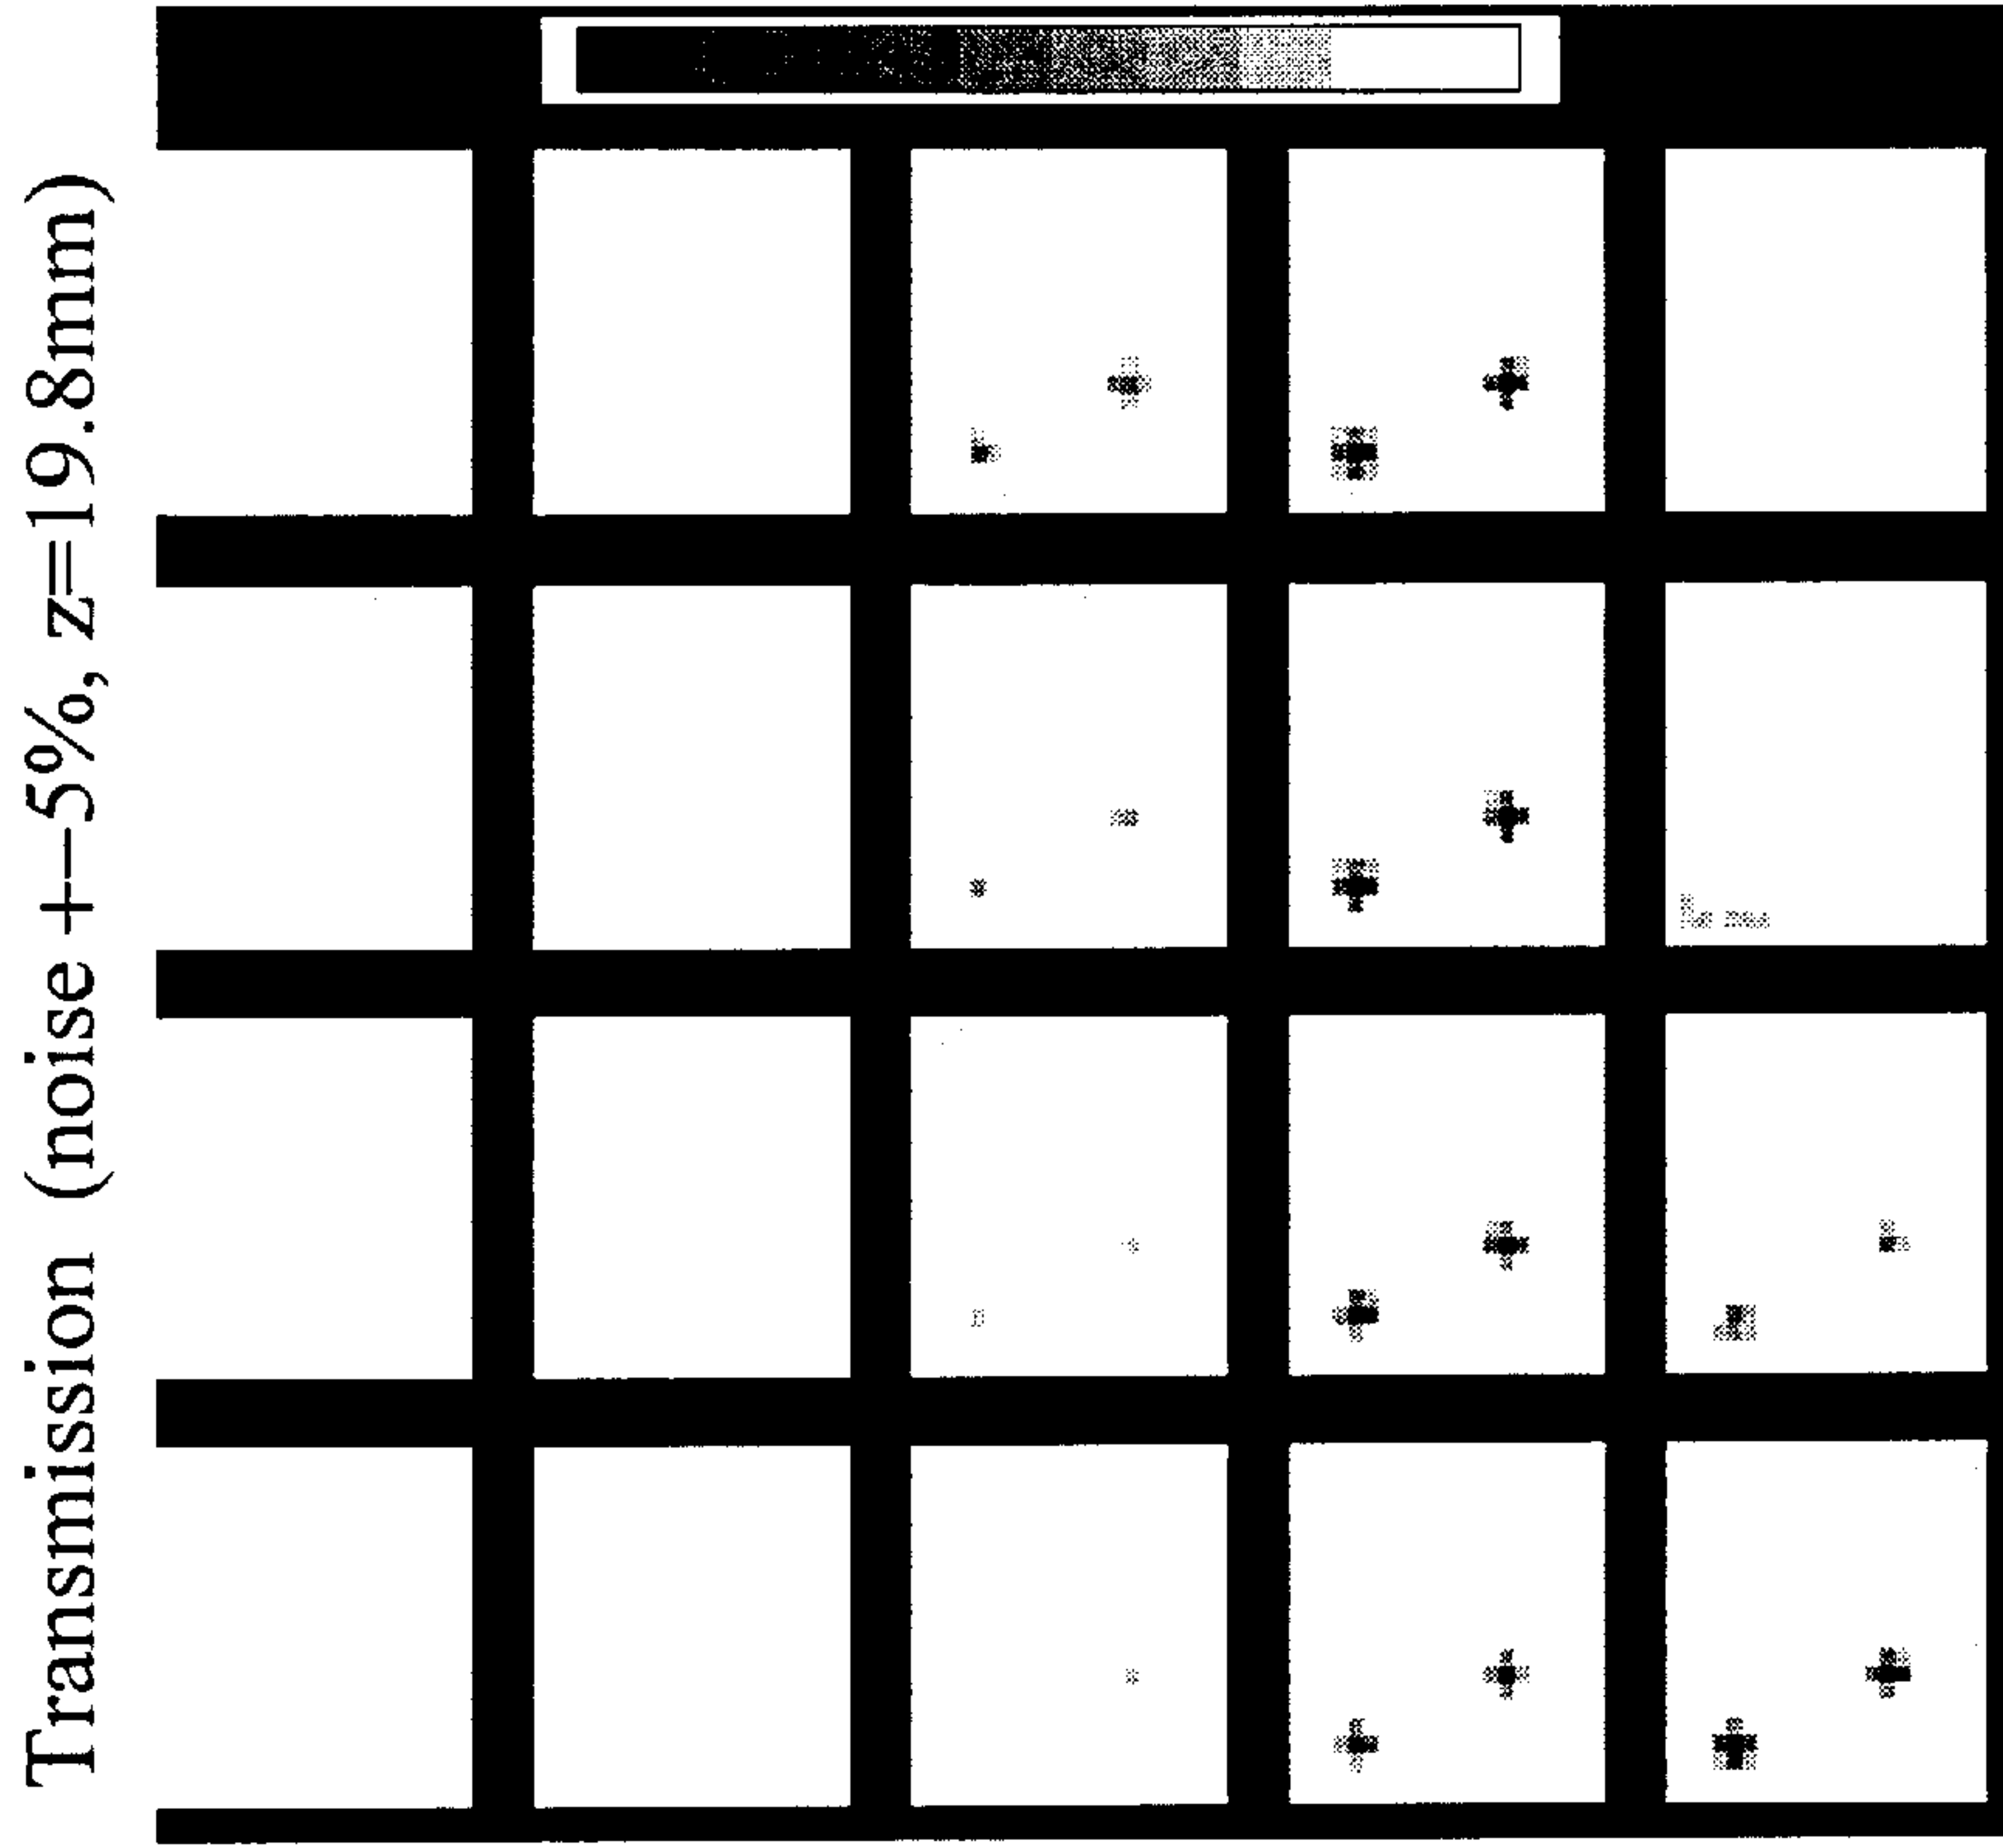 Transmission (noise +-5%, z=19.8mm)